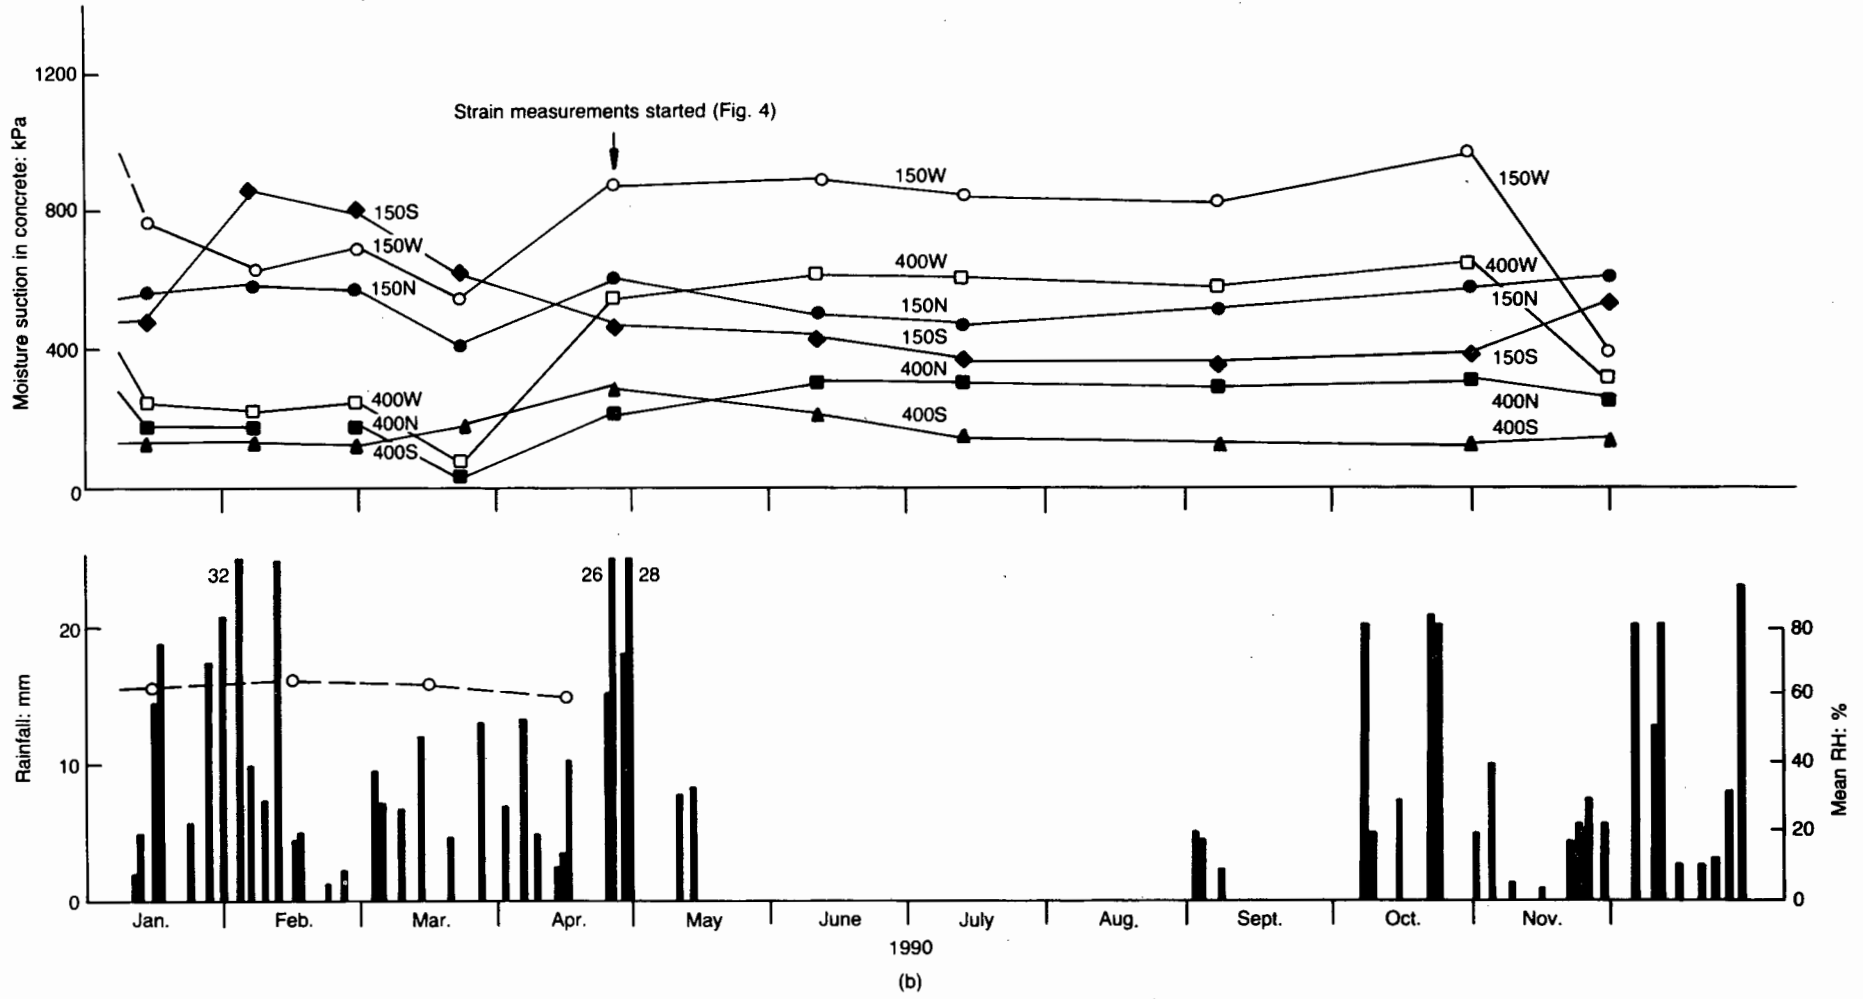 1200
800
400
0
Moisture suction in concrete: kPa
Strain measurements started (Fig. 4)
150S
150W
150N
400W
400N
400S
150W
400W
150N
150S
400N
400S
150W
400W
150N
150S
400N
400S
32
26
28
20
10
0
Rainfall: mm
80
60
40
20
0
Mean RH: %
Jan. Feb. Mar. Apr. May June July Aug. Sept. Oct. Nov.
1990
(b)